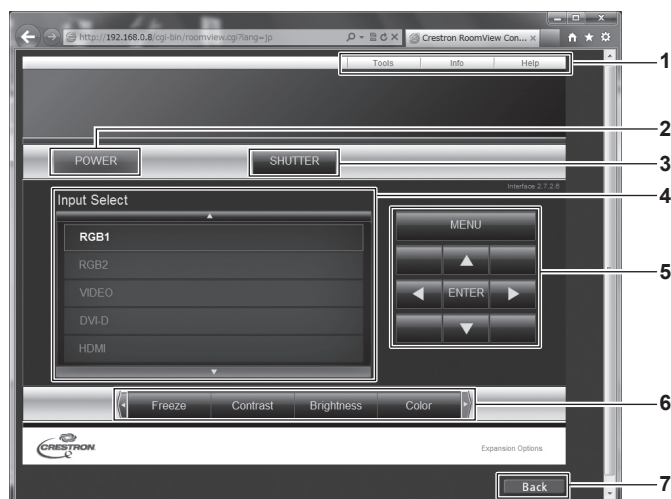 http://192.168.0.8/cgi-bin/roomview.cgi?lang=jp
Crestron RoomView Con... ×
Tools Info Help
1
POWER
2
SHUTTER
3
Interface 2.7.2.6
Input Select
4
RGB1
RGB2
VIDEO
DVI-D
HDMI
MENU
ENTER
5
Freeze Contrast Brightness Color
6
CRESTRON
Expansion Options
Back
7